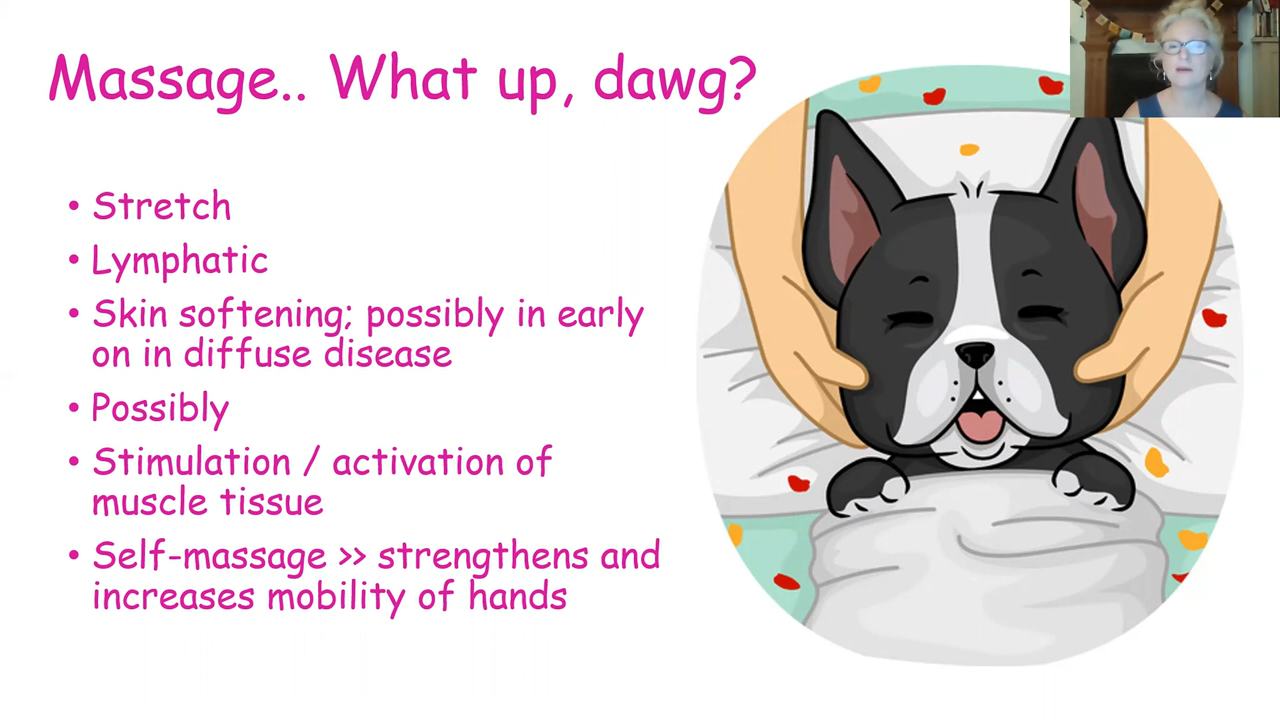 Massage.. What up, dawg?
• Stretch
• Lymphatic
• Skin softening; possibly in early
on in diffuse disease
• Possibly
• Stimulation / activation of
muscle tissue
• Self-massage >> strengthens and
increases mobility of hands